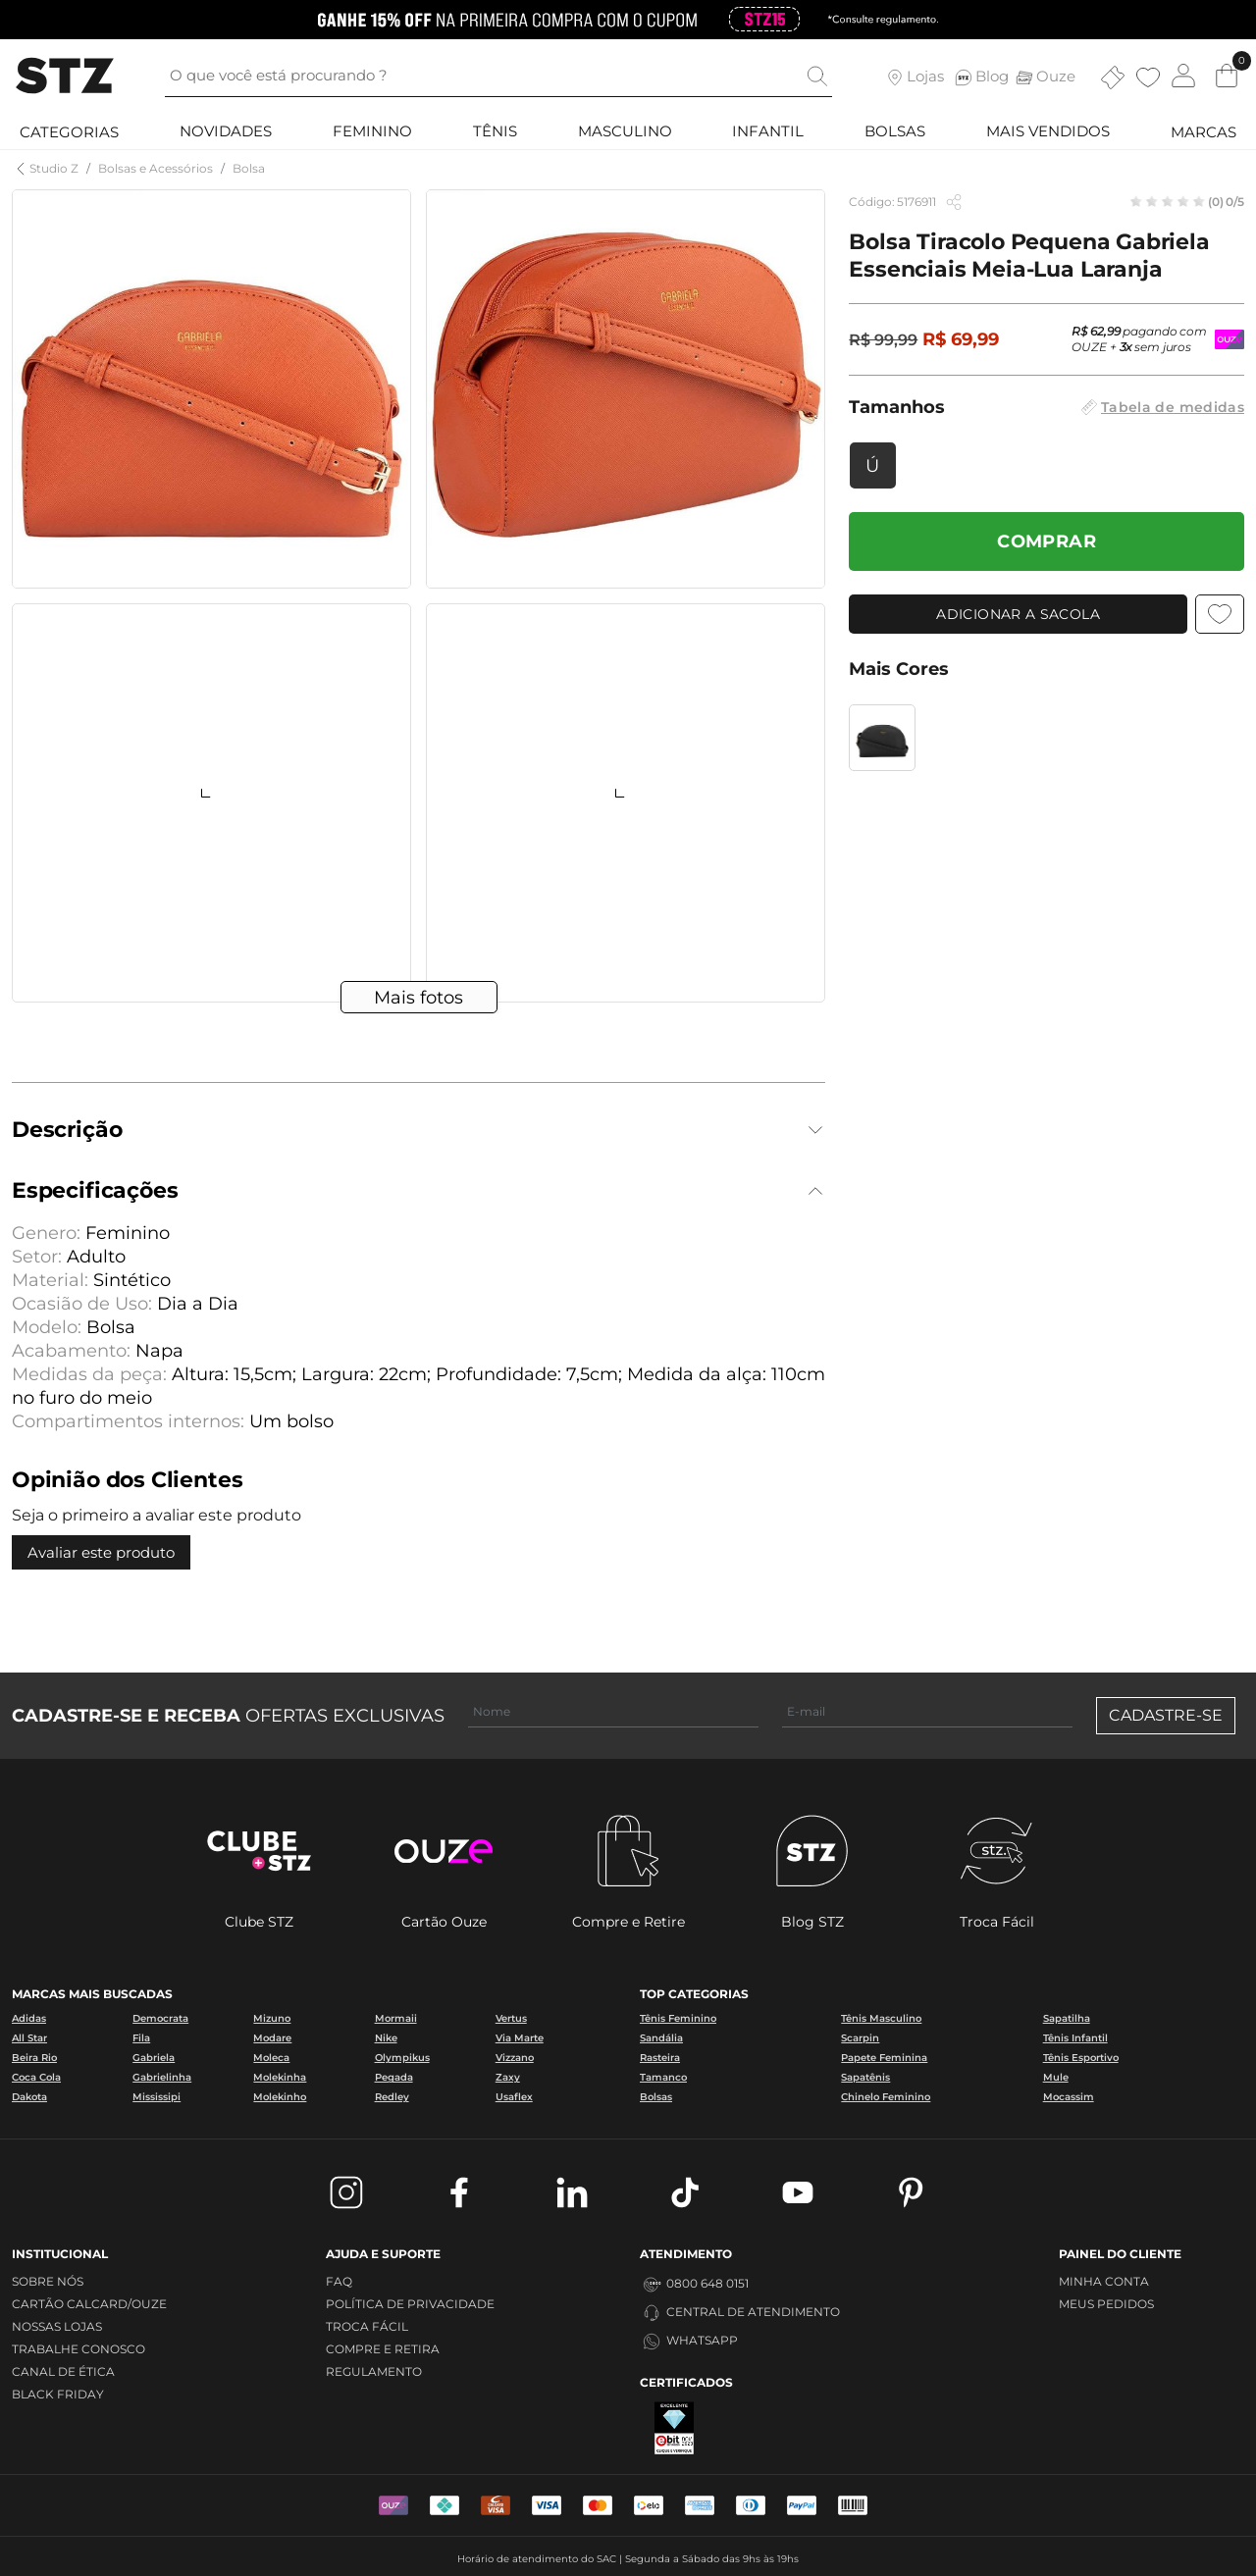 GANHE 15% OFF NA PRIMEIRA COMPRA COM O CUPOM STZ15 *Consulte regulamento.
STZ
O que você está procurando ?
Lojas Blog Ouze 0
CATEGORIAS NOVIDADES FEMININO TÊNIS MASCULINO INFANTIL BOLSAS MAIS VENDIDOS MARCAS
Studio Z / Bolsas e Acessórios / Bolsa
GABRIELA
GABRIELA
Código: 5176911
(0) 0/5
Bolsa Tiracolo Pequena Gabriela
Essenciais Meia-Lua Laranja
R$ 99,99 R$ 69,99
R$ 62,99 pagando com
OUZE + 3x sem juros
OUZE
Tamanhos
Tabela de medidas
Ú
COMPRAR
ADICIONAR A SACOLA
Mais Cores
Mais fotos
Descrição
Especificações
Genero: Feminino
Setor: Adulto
Material: Sintético
Ocasião de Uso: Dia a Dia
Modelo: Bolsa
Acabamento: Napa
Medidas da peça: Altura: 15,5cm; Largura: 22cm; Profundidade: 7,5cm; Medida da alça: 110cm
no furo do meio
Compartimentos internos: Um bolso
Opinião dos Clientes
Seja o primeiro a avaliar este produto
Avaliar este produto
CADASTRE-SE E RECEBA OFERTAS EXCLUSIVAS
Nome
E-mail
CADASTRE-SE
CLUBE
+STZ
ouze
STZ
stz.
Clube STZ
Cartão Ouze
Compre e Retire
Blog STZ
Troca Fácil
MARCAS MAIS BUSCADAS
Adidas Democrata Mizuno Mormaii Vertus
All Star Fila Modare Nike Via Marte
Beira Rio Gabriela Moleca Olympikus Vizzano
Coca Cola Gabrielinha Molekinha Pegada Zaxy
Dakota Mississipi Molekinho Redley Usaflex
TOP CATEGORIAS
Tênis Feminino Tênis Masculino Sapatilha
Sandália Scarpin Tênis Infantil
Rasteira Papete Feminina Tênis Esportivo
Tamanco Sapatênis Mule
Bolsas Chinelo Feminino Mocassim
INSTITUCIONAL
SOBRE NÓS
CARTÃO CALCARD/OUZE
NOSSAS LOJAS
TRABALHE CONOSCO
CANAL DE ÉTICA
BLACK FRIDAY
AJUDA E SUPORTE
FAQ
POLÍTICA DE PRIVACIDADE
TROCA FÁCIL
COMPRE E RETIRA
REGULAMENTO
ATENDIMENTO
0800 648 0151
CENTRAL DE ATENDIMENTO
WHATSAPP
CERTIFICADOS
EXCELENTE
ebit
CLIQUE E VERIFIQUE
PAINEL DO CLIENTE
MINHA CONTA
MEUS PEDIDOS
OUZE VISA VISA elo PayPal
Horário de atendimento do SAC | Segunda a Sábado das 9hs às 19hs